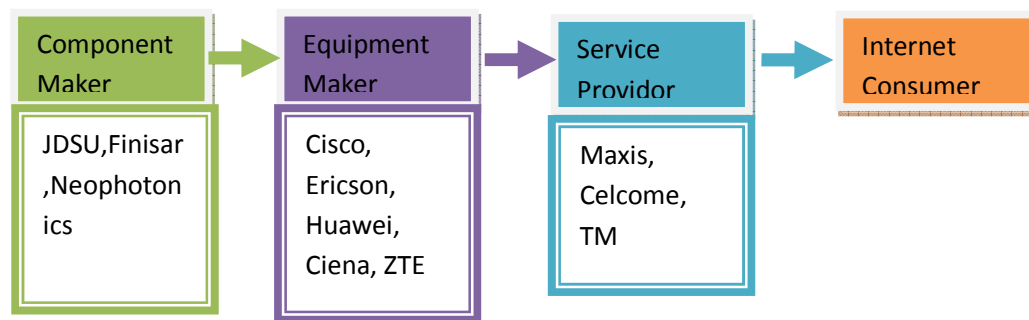 Component
Maker
JDSU,Finisar
,Neophoton
ics
Equipment
Maker
Cisco,
Ericson,
Huawei,
Ciena, ZTE
Service
Providor
Maxis,
Celcome,
TM
Internet
Consumer